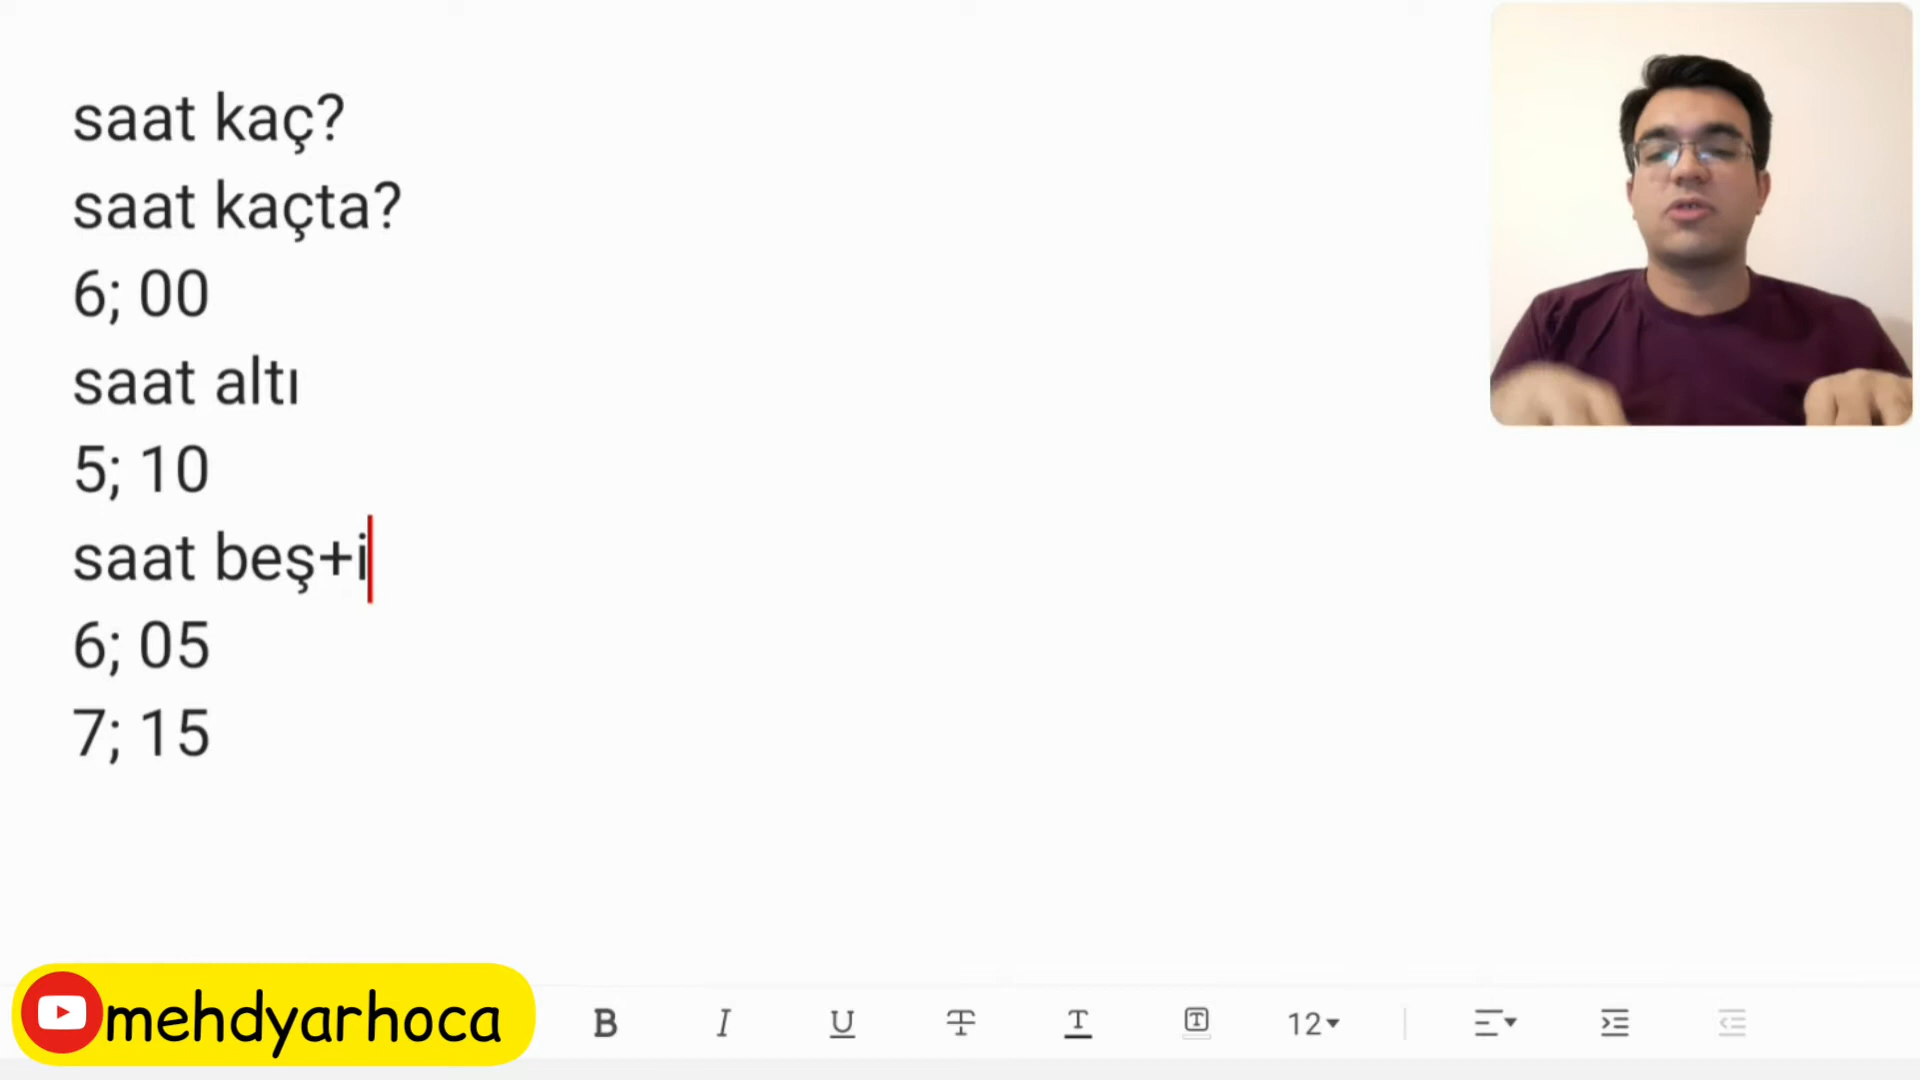 saat kaç?
saat kaçta?
6; 00
saat altı
5; 10
saat beş+i
6; 05
7; 15
mehdyarhoca
B I U T T T 12